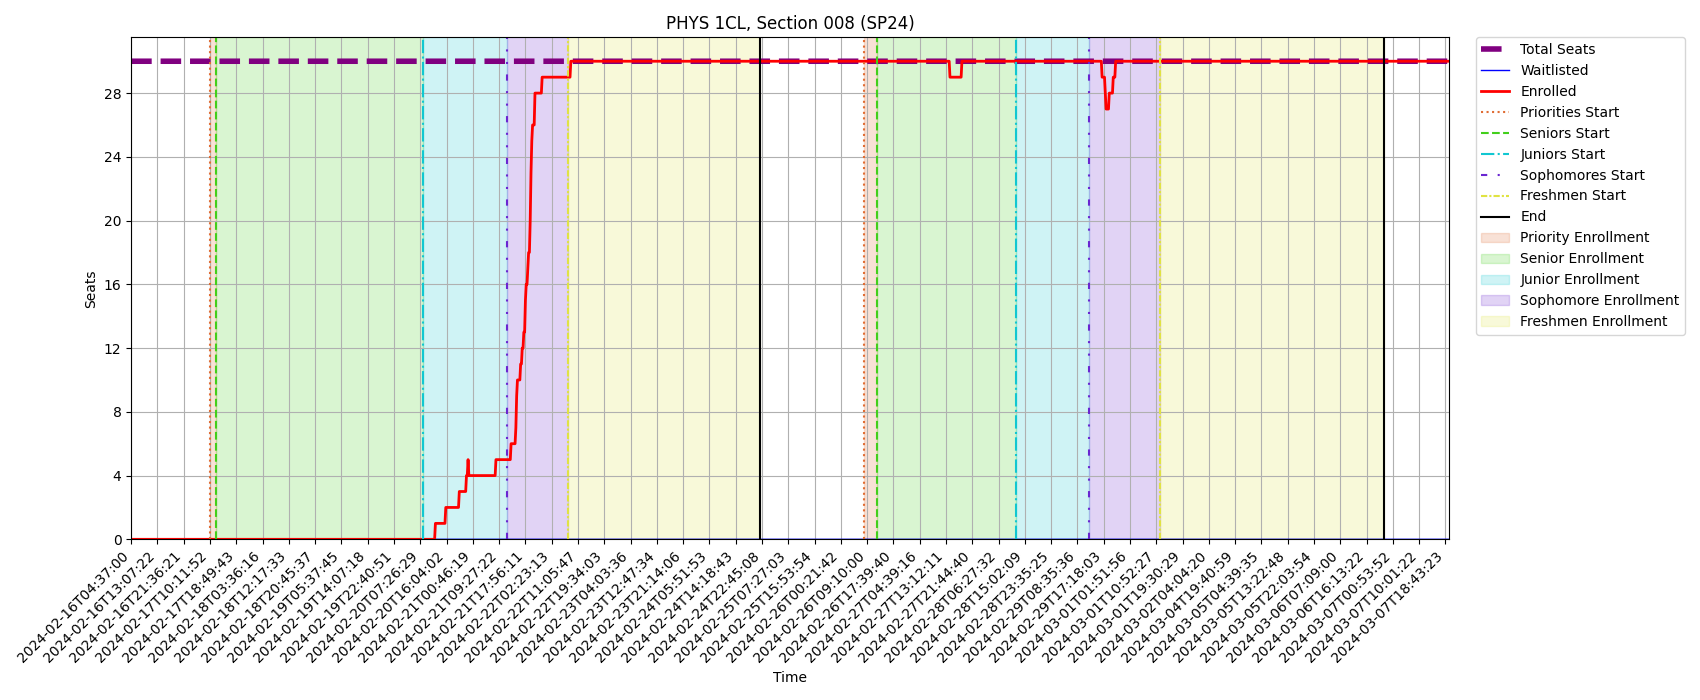 PHYS 1CL, Section 008 (SP24)
Seats
28
24
20
16
12
8
4
0
2024-02-16T04:37:00
2024-02-16T13:07:22
2024-02-16T21:36:21
2024-02-17T10:11:52
2024-02-17T18:49:43
2024-02-18T03:36:16
2024-02-18T12:17:33
2024-02-18T20:45:37
2024-02-19T05:37:45
2024-02-19T14:07:18
2024-02-19T22:40:51
2024-02-20T07:26:29
2024-02-20T16:04:02
2024-02-21T00:46:19
2024-02-21T09:27:22
2024-02-21T17:56:11
2024-02-22T02:23:13
2024-02-22T11:05:47
2024-02-22T19:34:03
2024-02-23T04:03:36
2024-02-23T12:47:34
2024-02-23T21:14:06
2024-02-24T05:51:53
2024-02-24T14:18:43
2024-02-24T22:45:08
2024-02-25T07:27:03
2024-02-25T15:53:54
2024-02-26T00:21:42
2024-02-26T09:10:00
2024-02-26T17:39:40
2024-02-27T04:39:16
2024-02-27T13:12:11
2024-02-27T21:44:40
2024-02-28T06:27:32
2024-02-28T15:02:09
2024-02-28T23:35:25
2024-02-29T08:35:36
2024-02-29T17:18:03
2024-03-01T01:51:56
2024-03-01T10:52:27
2024-03-01T19:30:29
2024-03-02T04:04:20
2024-03-04T19:40:59
2024-03-05T04:39:35
2024-03-05T13:22:48
2024-03-05T22:03:54
2024-03-06T07:09:00
2024-03-06T16:13:22
2024-03-07T00:53:52
2024-03-07T10:01:22
2024-03-07T18:43:23
Time
Total Seats
Waitlisted
Enrolled
Priorities Start
Seniors Start
Juniors Start
Sophomores Start
Freshmen Start
End
Priority Enrollment
Senior Enrollment
Junior Enrollment
Sophomore Enrollment
Freshmen Enrollment